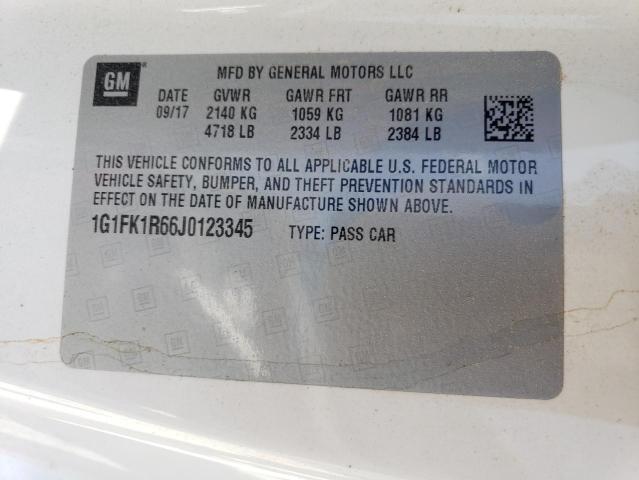 GM MFD BY GENERAL MOTORS LLC
DATE GVWR GAWR FRT GAWR RR
09/17 2140 KG 1059 KG 1081 KG
4718 LB 2334 LB 2384 LB
THIS VEHICLE CONFORMS TO ALL APPLICABLE U.S. FEDERAL MOTOR
VEHICLE SAFETY, BUMPER, AND THEFT PREVENTION STANDARDS IN
EFFECT ON THE DATE OF MANUFACTURE SHOWN ABOVE.
1G1FK1R66J0123345 TYPE: PASS CAR